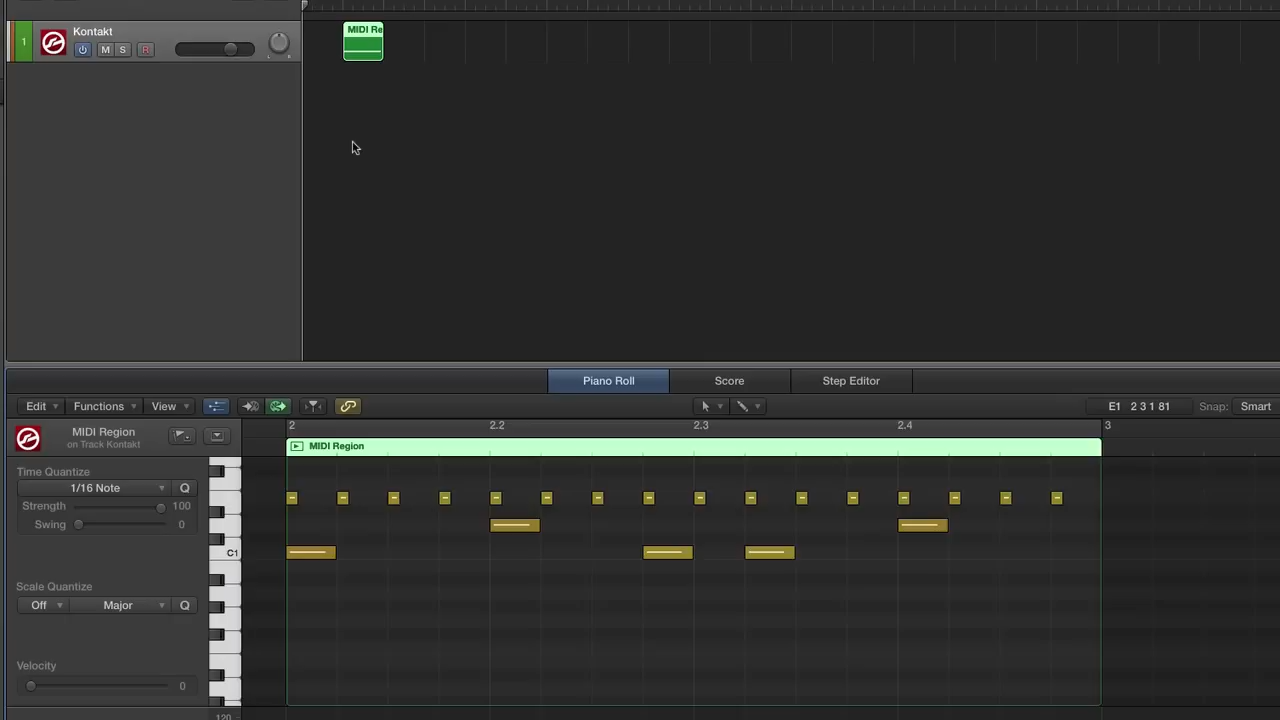 1
Kontakt
M S R
L R
MIDI Re
Piano Roll Score Step Editor
Edit Functions View
E1 2 3 1 81 Snap: Smart
MIDI Region
on Track Kontakt
2 2.2 2.3 2.4 3
MIDI Region
Time Quantize
1/16 Note Q
Strength 100
Swing 0
C1
Scale Quantize
Off Major Q
Velocity
0
120